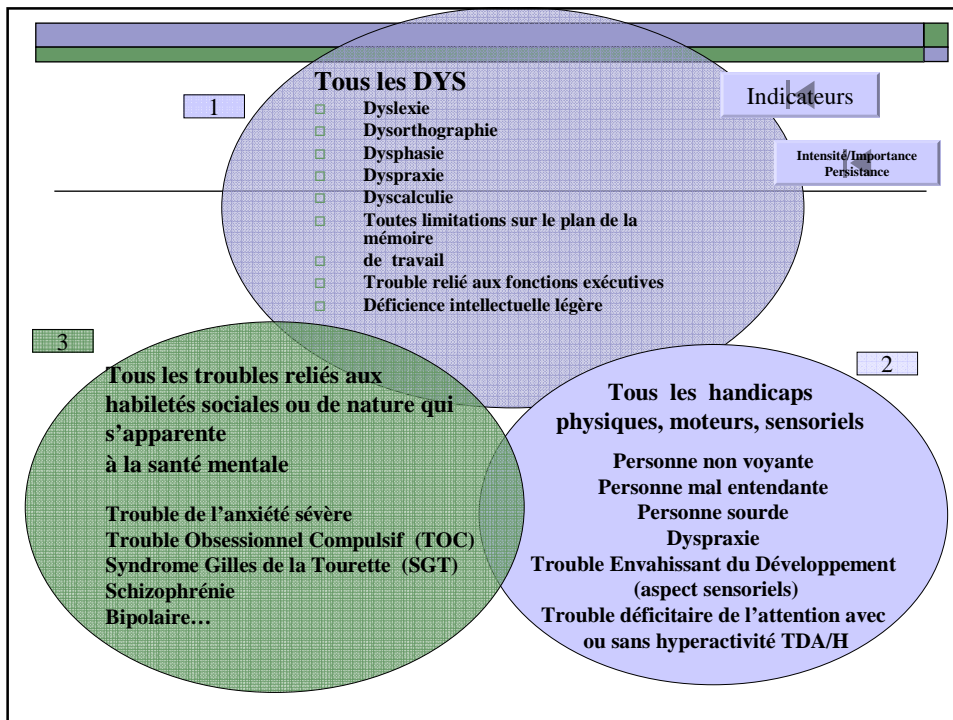 Tous les DYS
1
Dyslexie
Dysorthographie
Dysphasie
Dyspraxie
Dyscalculie
Toutes limitations sur le plan de la
mémoire
de travail
Trouble relié aux fonctions exécutives
Déficience intellectuelle légère
Indicateurs
Intensité/Importance
Persistance
3
Tous les troubles reliés aux
habiletés sociales ou de nature qui
s’apparente
à la santé mentale
Trouble de l’anxiété sévère
Trouble Obsessionnel Compulsif (TOC)
Syndrome Gilles de la Tourette (SGT)
Schizophrénie
Bipolaire…
2
Tous les handicaps
physiques, moteurs, sensoriels
Personne non voyante
Personne mal entendante
Personne sourde
Dyspraxie
Trouble Envahissant du Développement
(aspect sensoriels)
Trouble déficitaire de l’attention avec
ou sans hyperactivité TDA/H